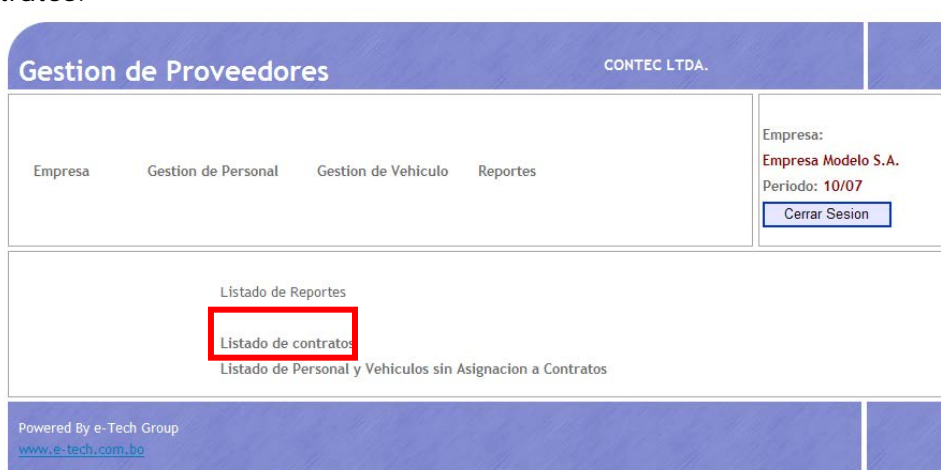 Gestion de Proveedores
CONTEC LTDA.
Empresa
Gestion de Personal
Gestion de Vehiculo
Reportes
Empresa:
Empresa Modelo S.A.
Periodo: 10/07
Cerrar Sesion
Listado de Reportes
Listado de contratos
Listado de Personal y Vehiculos sin Asignacion a Contratos
Powered By e-Tech Group
www.e-tech.com.bo